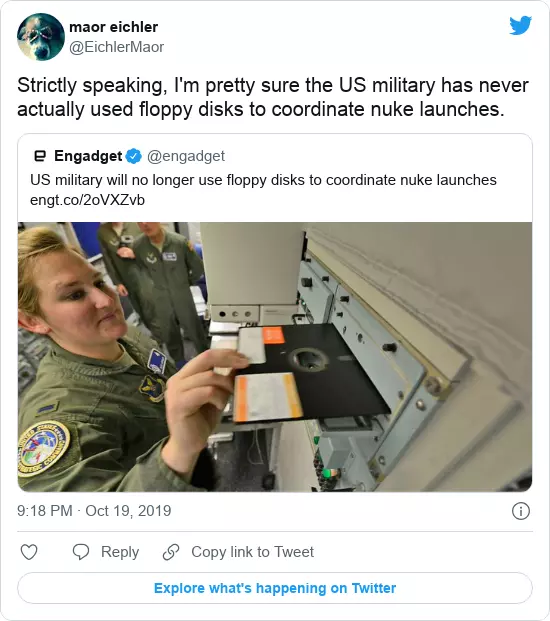 maor eichler
@EichlerMaor
Strictly speaking, I'm pretty sure the US military has never
actually used floppy disks to coordinate nuke launches.
Engadget @engadget
US military will no longer use floppy disks to coordinate nuke launches
engt.co/2oVXZvb
9:18 PM · Oct 19, 2019
Reply
Copy link to Tweet
Explore what's happening on Twitter